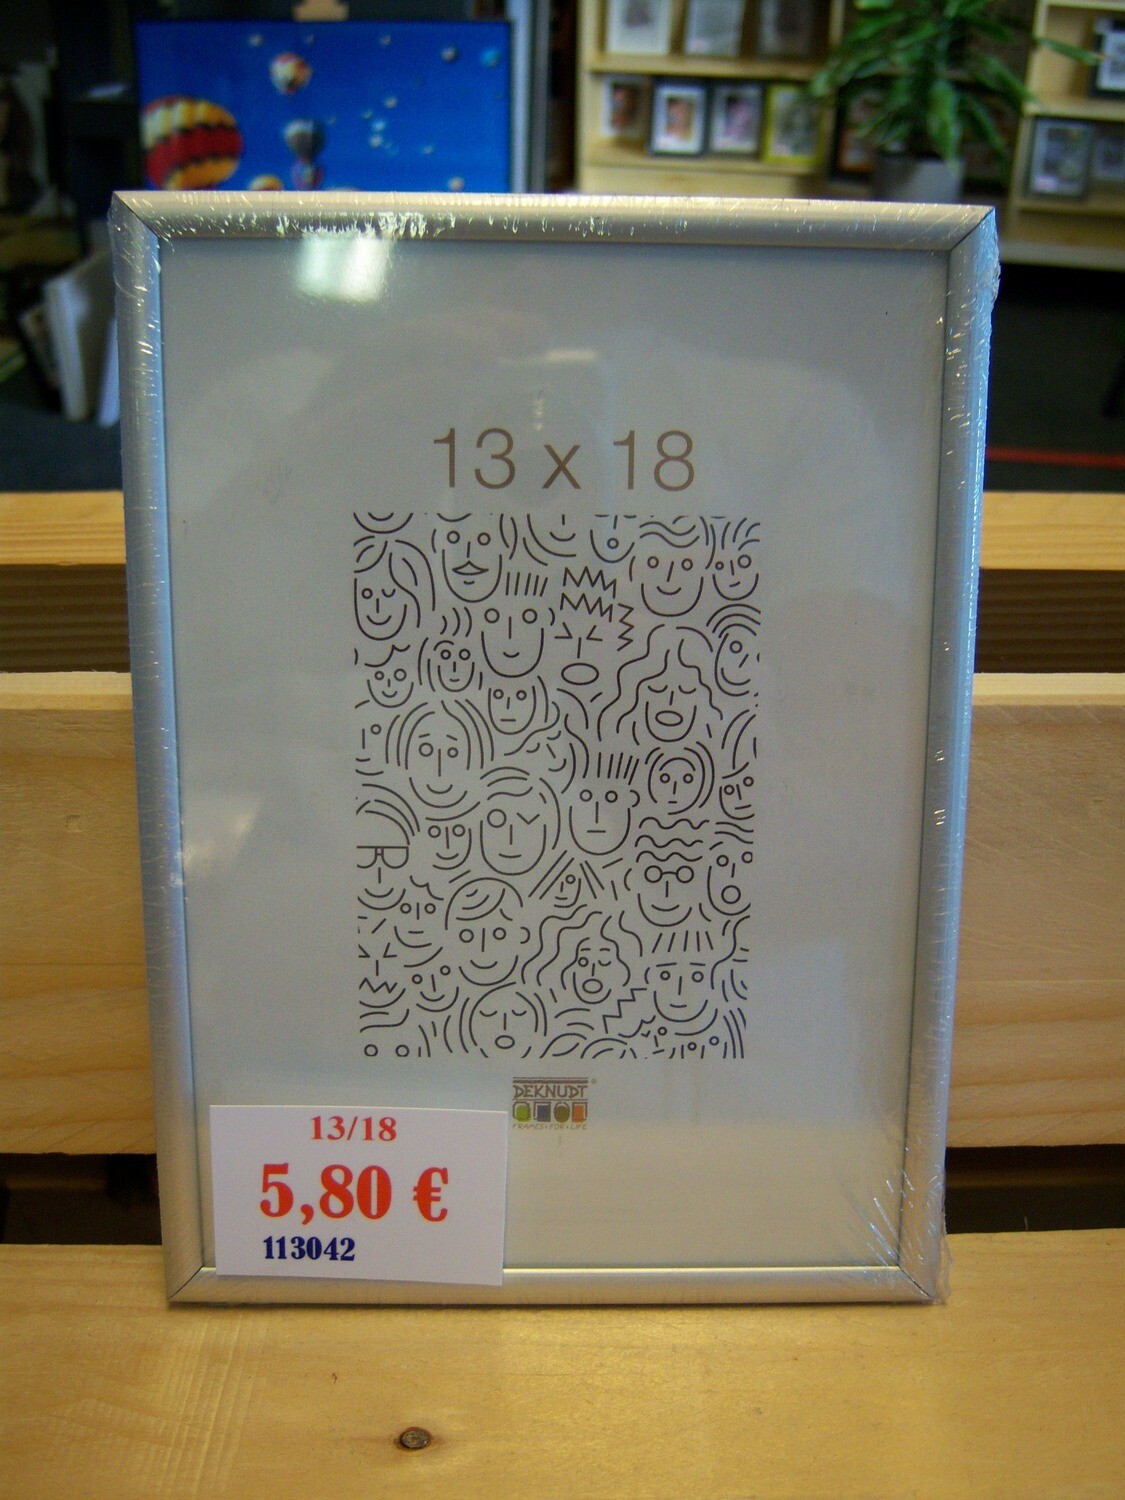 13 x 18
DEKNUDT
FRAMES FOR LIFE
13/18
5,80 €
113042